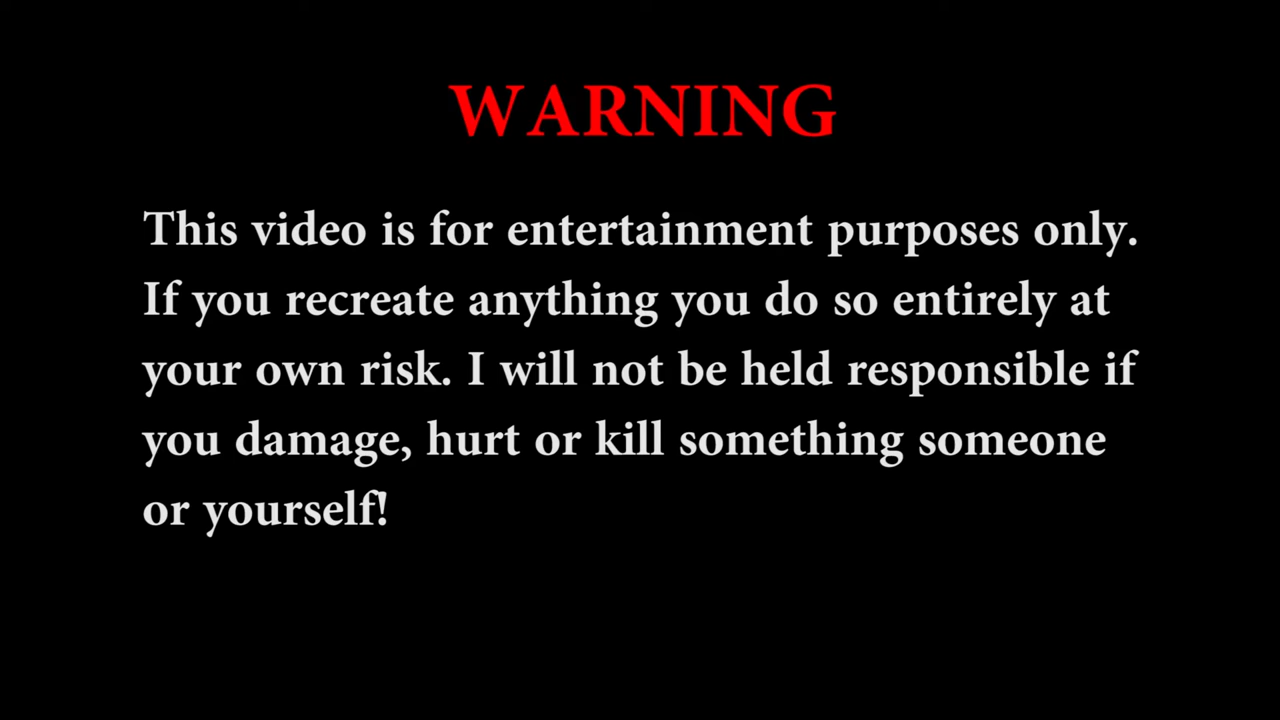 WARNING
This video is for entertainment purposes only.
If you recreate anything you do so entirely at
your own risk. I will not be held responsible if
you damage, hurt or kill something someone
or yourself!